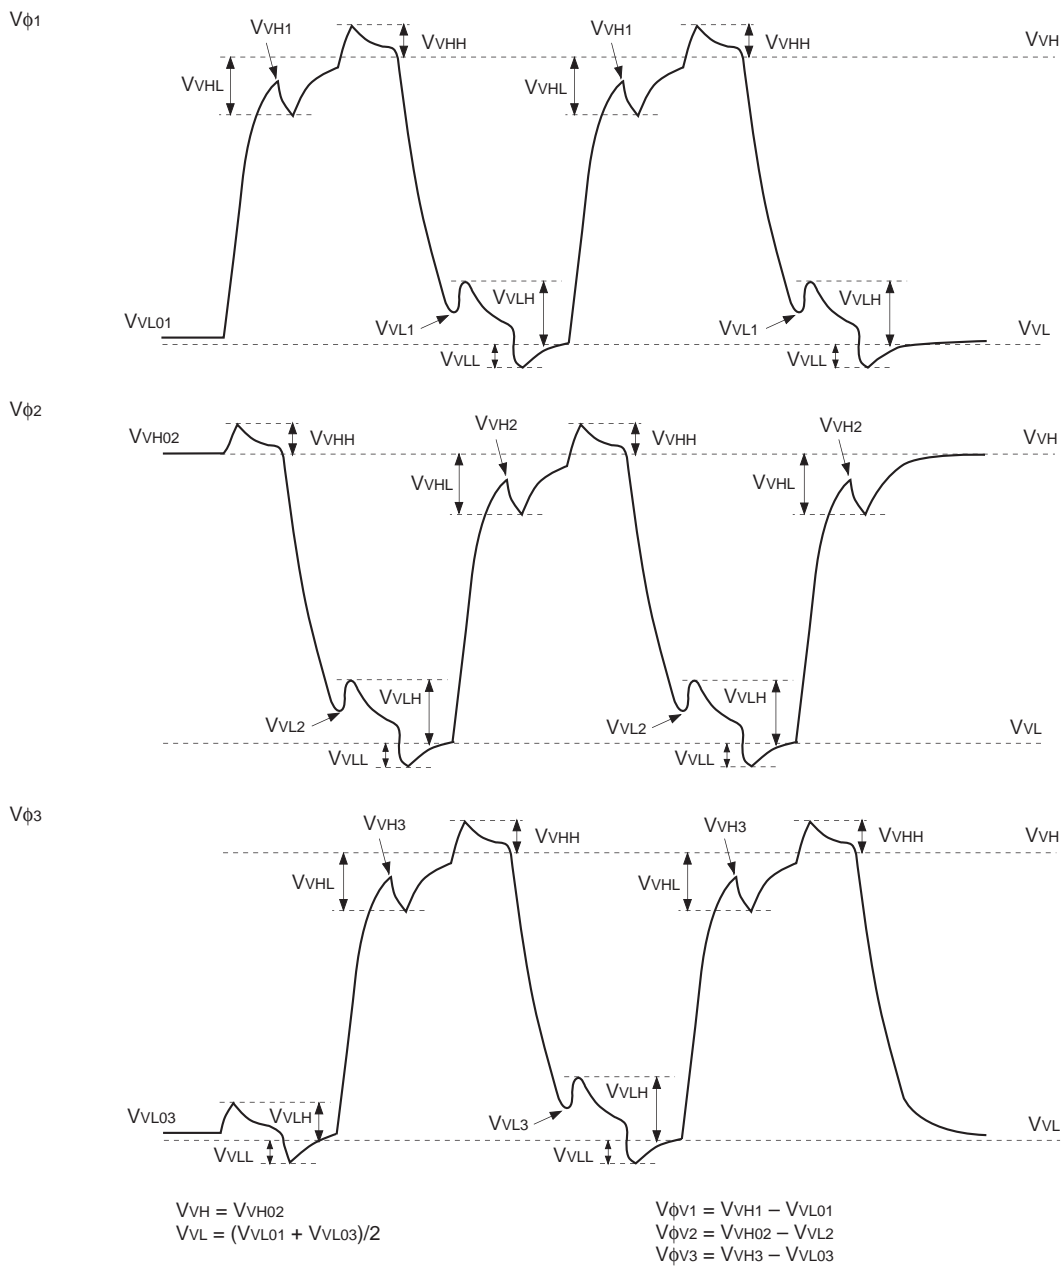 Vϕ1
VVH1
VVHH
VVH1
VVHH
VVH
VVHL
VVHL
VVL01
VVL1
VVLH
VVLL
VVL1
VVLH
VVLL
VVL
Vϕ2
VVH02
VVHH
VVH2
VVHH
VVH2
VVH
VVHL
VVHL
VVL2
VVLH
VVLL
VVL2
VVLH
VVLL
VVL
Vϕ3
VVH3
VVHH
VVH3
VVHH
VVH
VVHL
VVHL
VVL03
VVLH
VVLL
VVL3
VVLH
VVLL
VVL
VVH = VVH02
VVL = (VVL01 + VVL03)/2
VϕV1 = VVH1 – VVL01
VϕV2 = VVH02 – VVL2
VϕV3 = VVH3 – VVL03